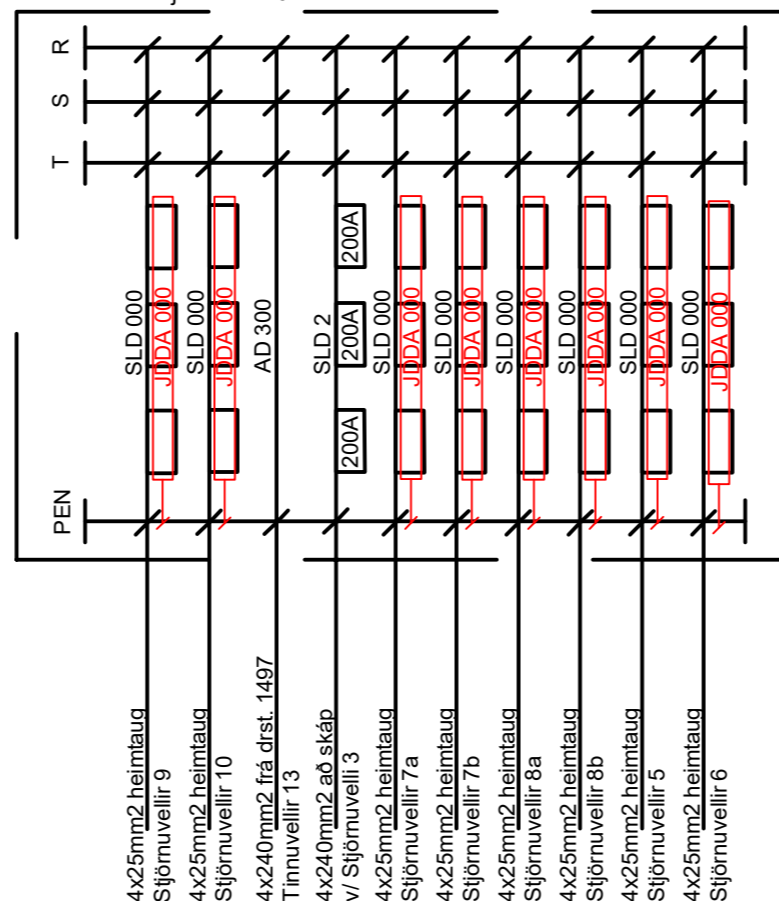 R
S
T
PEN
SLD 000
JDDA 000
SLD 000
JDDA 000
AD 300
SLD 2
200A
200A
200A
SLD 000
JDDA 000
SLD 000
JDDA 000
SLD 000
JDDA 000
SLD 000
JDDA 000
SLD 000
JDDA 000
SLD 000
JDDA 000
4x25mm2 heimtaug
Stjörnuvellir 9
4x25mm2 heimtaug
Stjörnuvellir 10
4x240mm2 frá drst. 1497
Tinnuvellir 13
4x240mm2 að skáp
v/ Stjörnuvelli 3
4x25mm2 heimtaug
Stjörnuvellir 7a
4x25mm2 heimtaug
Stjörnuvellir 7b
4x25mm2 heimtaug
Stjörnuvellir 8a
4x25mm2 heimtaug
Stjörnuvellir 8b
4x25mm2 heimtaug
Stjörnuvellir 5
4x25mm2 heimtaug
Stjörnuvellir 6